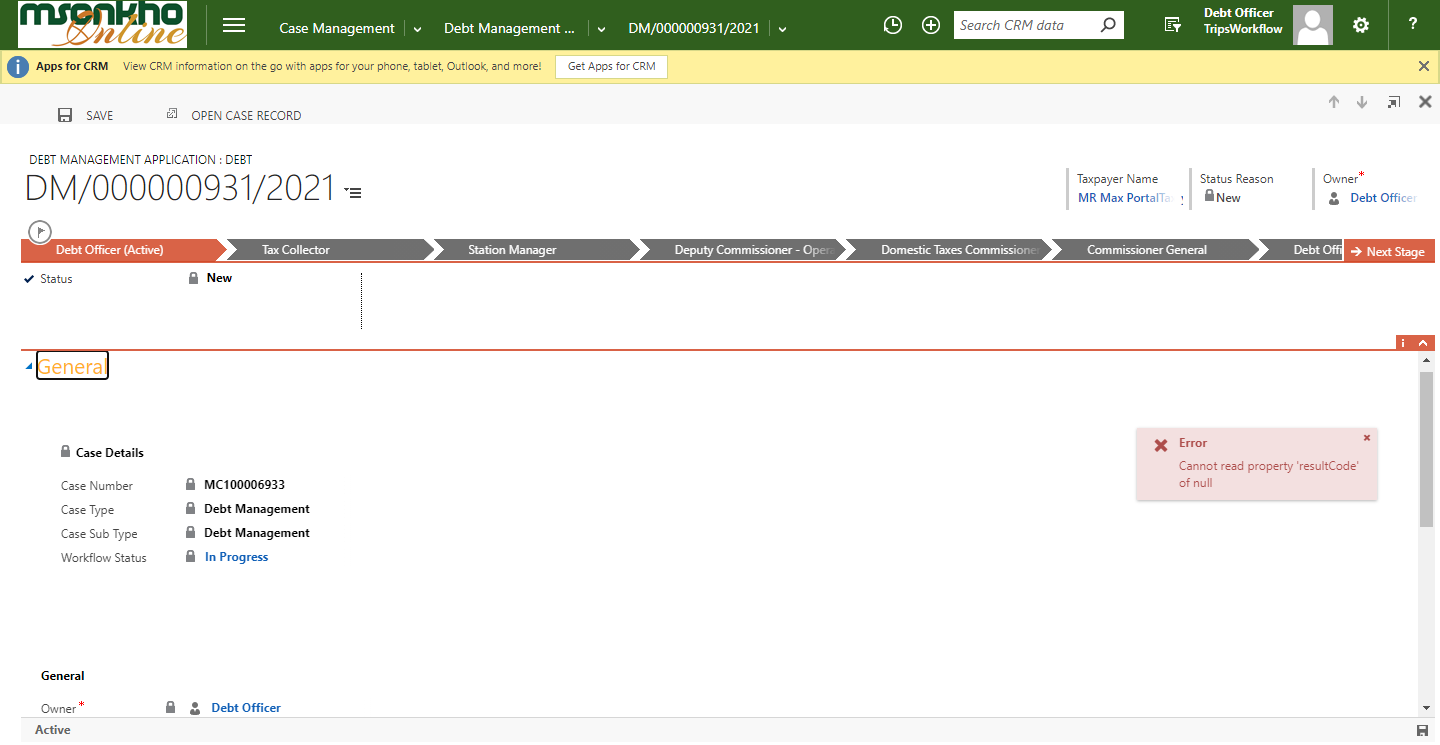 msonkho
Online
Case Management
Debt Management ...
DM/000000931/2021
Search CRM data
Debt Officer
TripsWorkflow
?
i
Apps for CRM View CRM information on the go with apps for your phone, tablet, Outlook, and more! Get Apps for CRM
SAVE OPEN CASE RECORD
DEBT MANAGEMENT APPLICATION : DEBT
DM/000000931/2021
Taxpayer Name
MR Max PortalTa
Status Reason
New
Owner*
Debt Officer
Debt Officer (Active) Tax Collector Station Manager Deputy Commissioner - Oper Domestic Taxes Commissioner Commissioner General Debt Offi Next Stage
Status New
i
General
Case Details
Case Number MC100006933
Case Type Debt Management
Case Sub Type Debt Management
Workflow Status In Progress
Error
Cannot read property 'resultCode'
of null
General
Owner* Debt Officer
Active